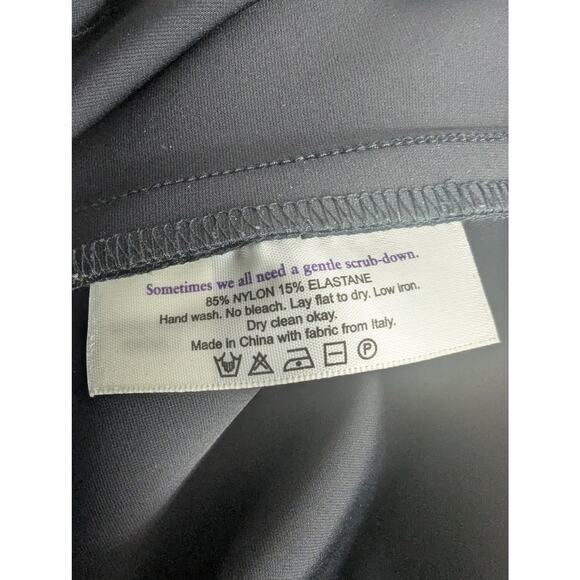 Sometimes we all need a gentle scrub-down.
85% NYLON 15% ELASTANE
Hand wash. No bleach. Lay flat to dry. Low iron.
Dry clean okay.
Made in China with fabric from Italy.
P